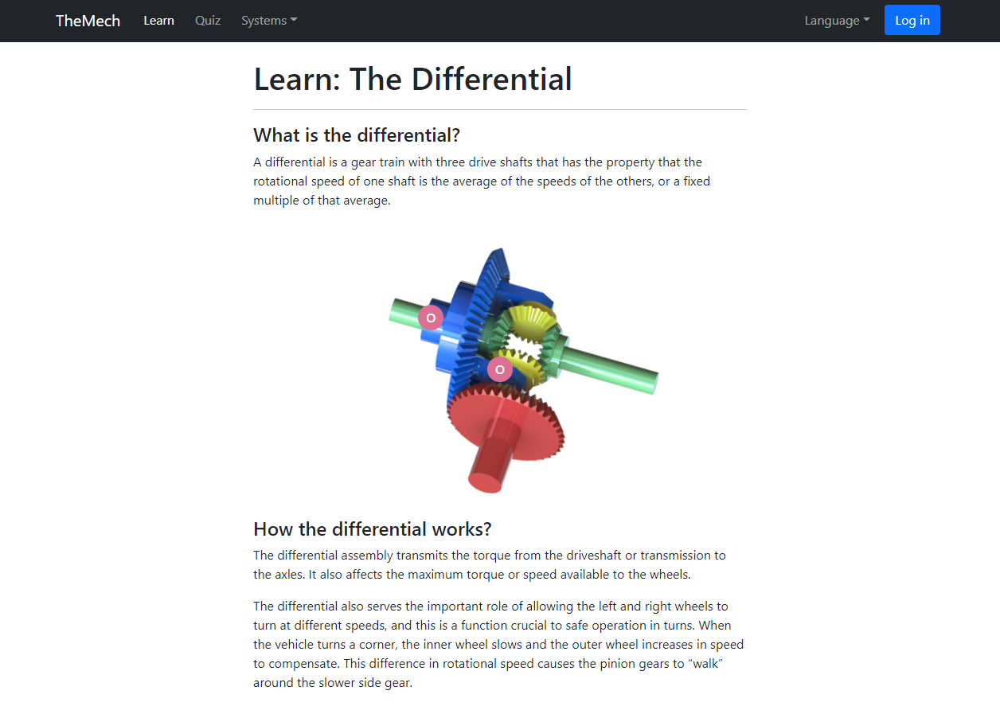 TheMech Learn Quiz Systems Language Log in
Learn: The Differential
What is the differential?
A differential is a gear train with three drive shafts that has the property that the
rotational speed of one shaft is the average of the speeds of the others, or a fixed
multiple of that average.
O
O
How the differential works?
The differential assembly transmits the torque from the driveshaft or transmission to
the axles. It also affects the maximum torque or speed available to the wheels.
The differential also serves the important role of allowing the left and right wheels to
turn at different speeds, and this is a function crucial to safe operation in turns. When
the vehicle turns a corner, the inner wheel slows and the outer wheel increases in speed
to compensate. This difference in rotational speed causes the pinion gears to “walk”
around the slower side gear.